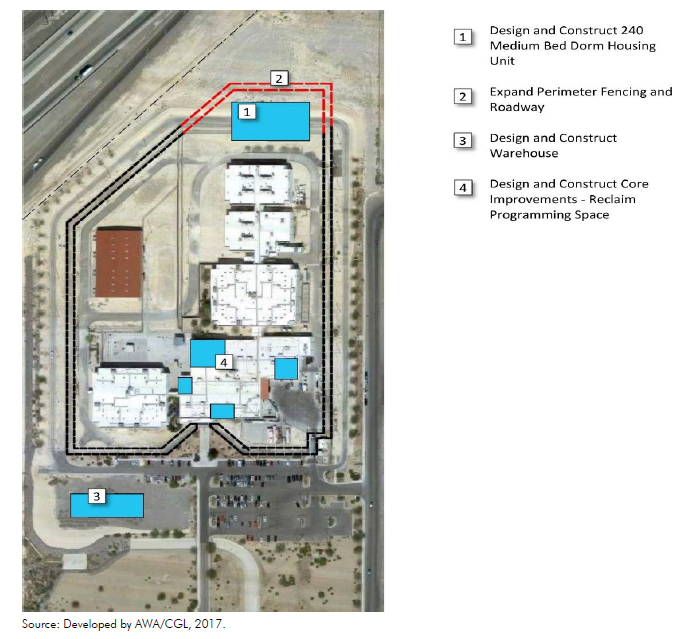 2
1
4
3
1 Design and Construct 240
Medium Bed Dorm Housing
Unit
2 Expand Perimeter Fencing and
Roadway
3 Design and Construct
Warehouse
4 Design and Construct Core
Improvements - Reclaim
Programming Space
Source: Developed by AWA/CGL, 2017.